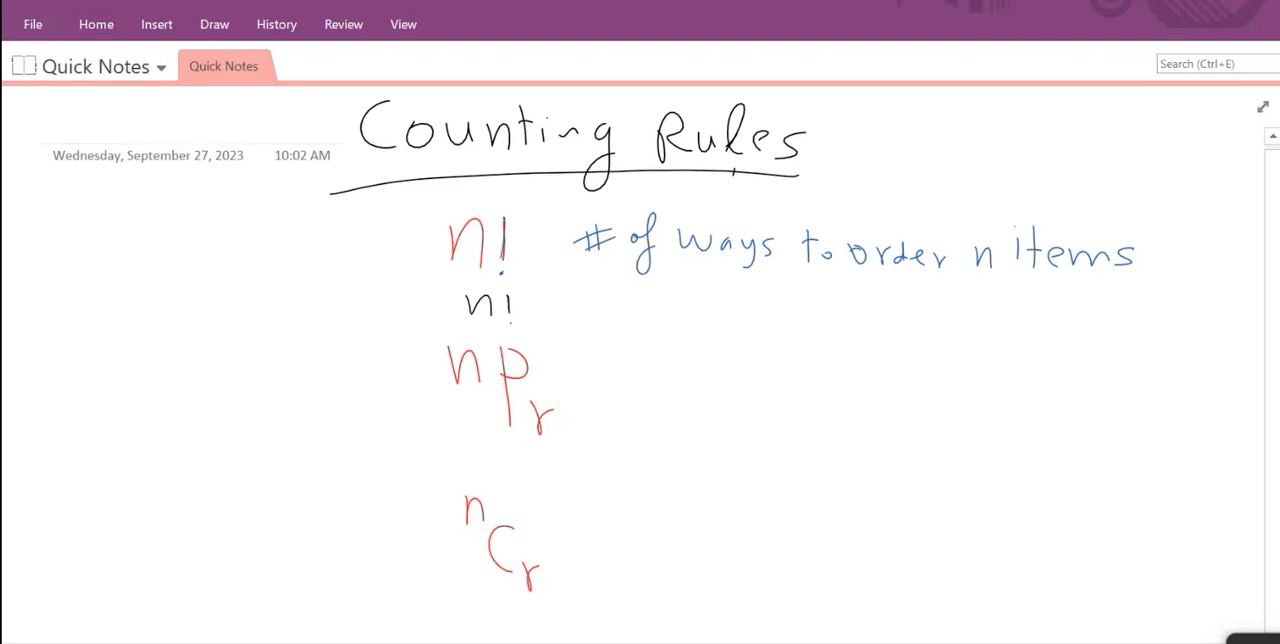 File Home Insert Draw History Review View
Quick Notes Quick Notes Search (Ctrl+E)
Counting Rules
Wednesday, September 27, 2023 10:02 AM
n! # of ways to order n items
n!
nPr
nCr